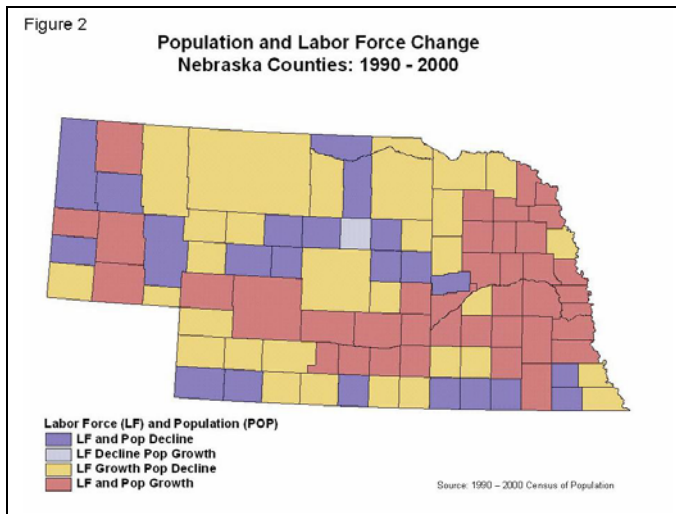 Figure 2
Population and Labor Force Change
Nebraska Counties: 1990 - 2000
Labor Force (LF) and Population (POP)
LF and Pop Decline
LF Decline Pop Growth
LF Growth Pop Decline
LF and Pop Growth
Source: 1990 – 2000 Census of Population